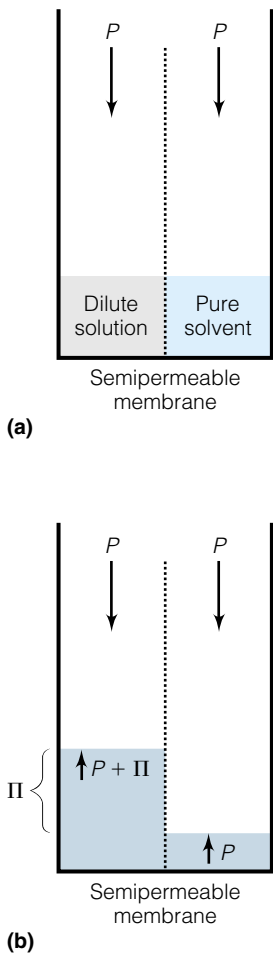 P P
Dilute solution Pure solvent
Semipermeable
membrane
(a)
P P
P + Π
Π
P
Semipermeable
membrane
(b)